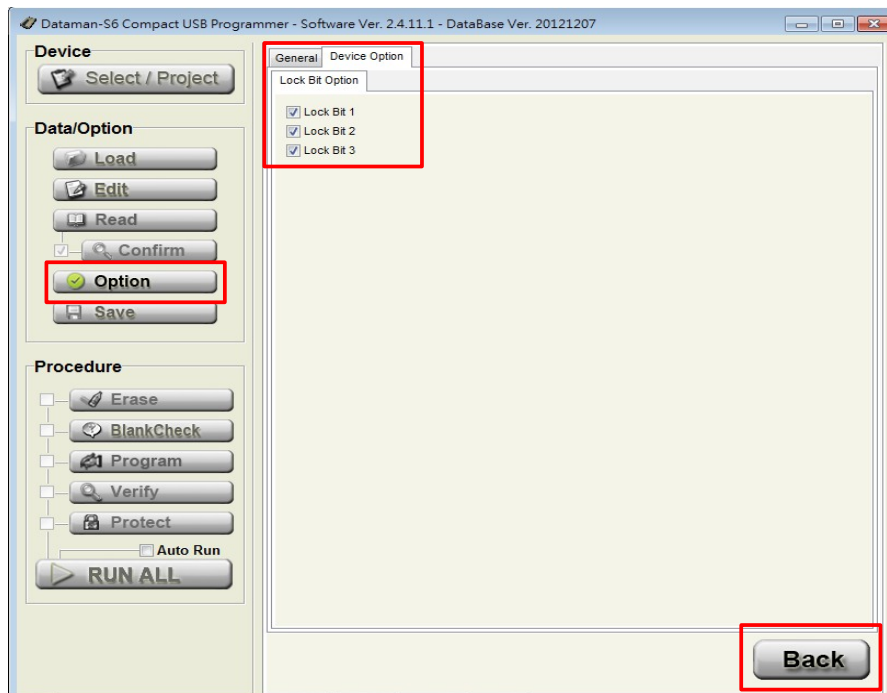 Dataman-S6 Compact USB Programmer - Software Ver. 2.4.11.1 - DataBase Ver. 20121207
Device
Select / Project
Data/Option
Load
Edit
Read
Confirm
Option
Save
Procedure
Erase
BlankCheck
Program
Verify
Protect
Auto Run
RUN ALL
General
Device Option
Lock Bit Option
Lock Bit 1
Lock Bit 2
Lock Bit 3
Back